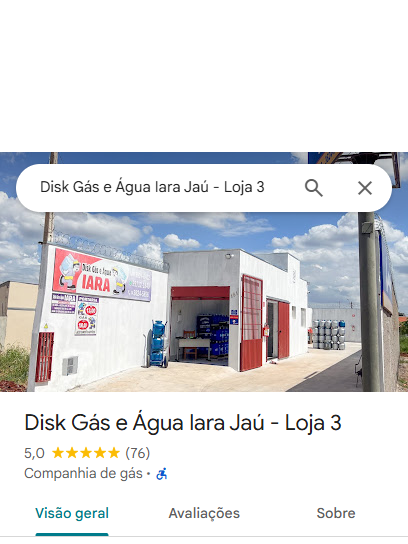 Disk Gás e Água Iara Jaú - Loja 3
Disk Gás e Água
IARA
Disk Gás e Água Iara Jaú - Loja 3
5,0 (76)
Companhia de gás
Visão geral Avaliações Sobre